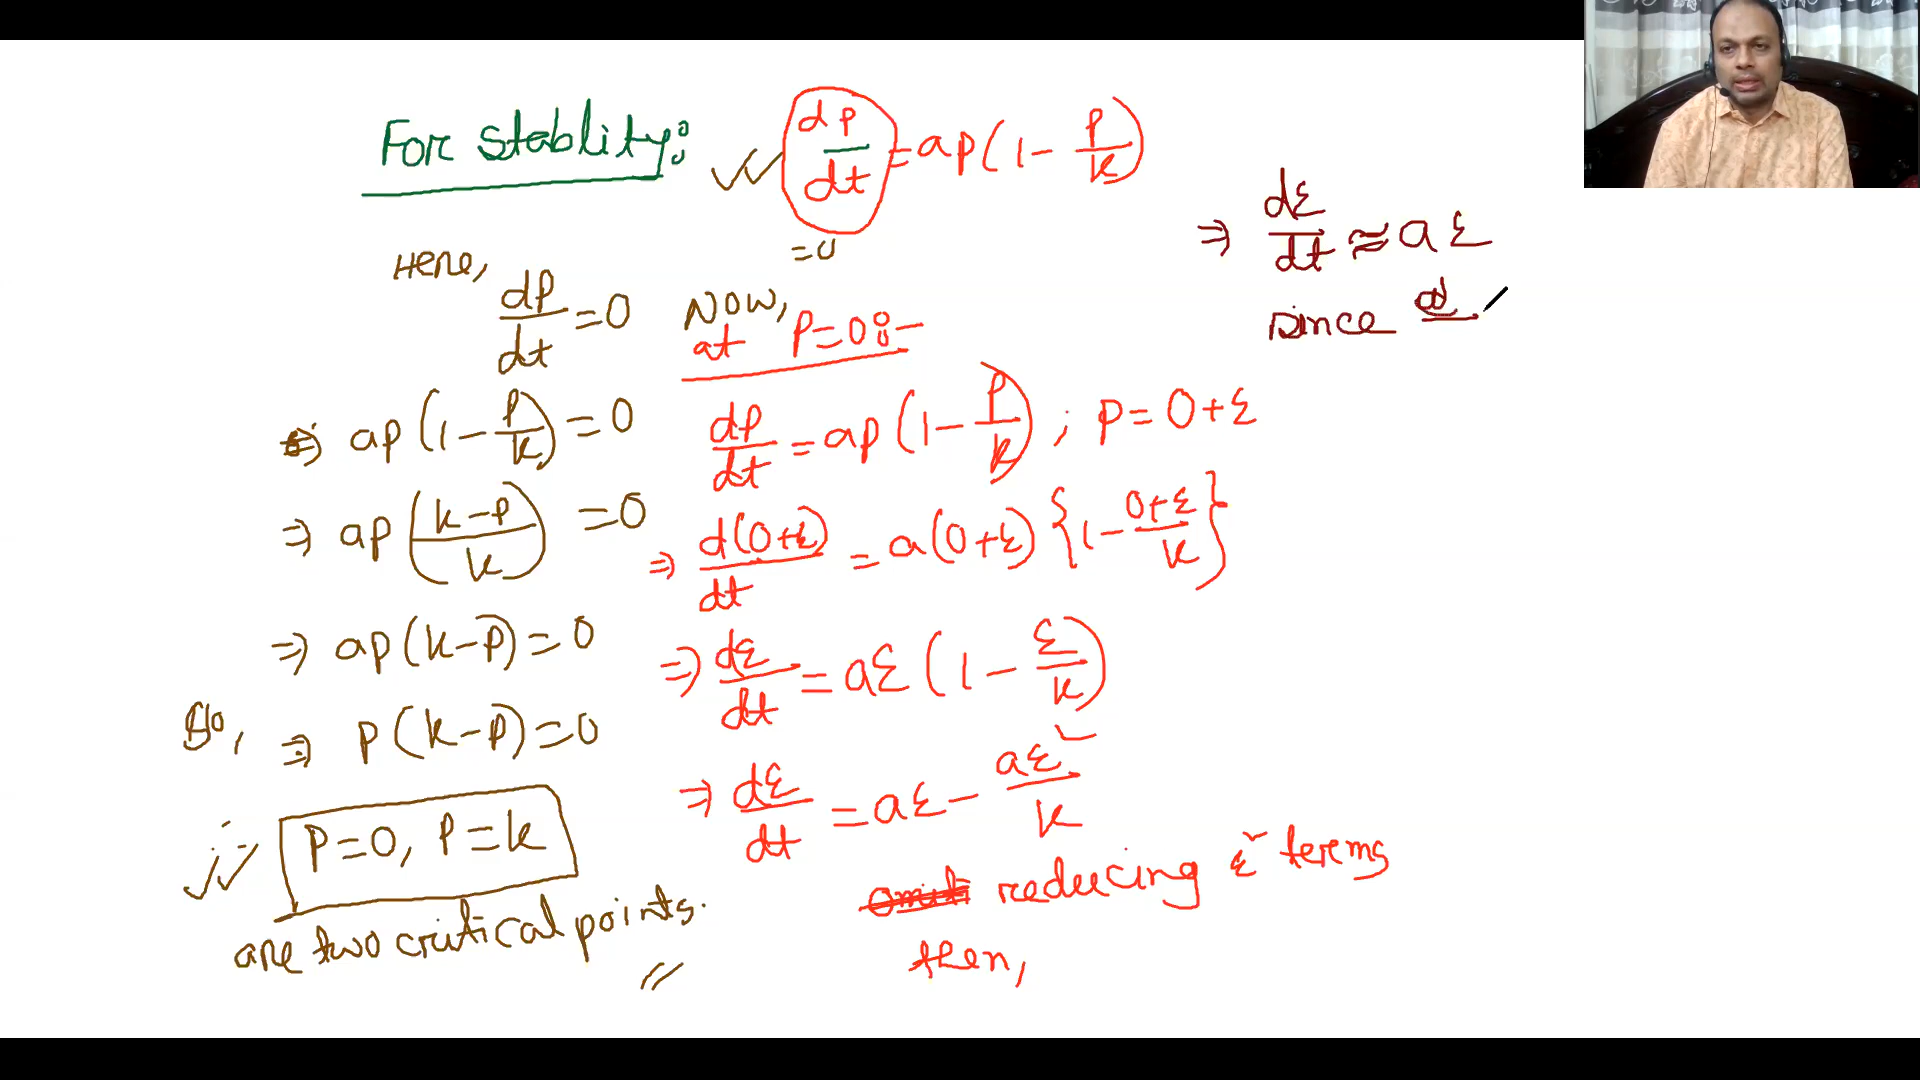 For stablity:
dp/dt = ap(1 - p/k)
= 0
Here,
dp/dt = 0
⇒ ap(1 - p/k) = 0
⇒ ap((k-p)/k) = 0
⇒ ap(k-p) = 0
So, ⇒ p(k-p) = 0
P=0, P=k
are two critical points.
Now,
at P=0:-
dp/dt = ap(1 - p/k) ; p = 0+ε
⇒ d(0+ε)/dt = a(0+ε){1 - (0+ε)/k}
⇒ dε/dt = aε(1 - ε/k)
⇒ dε/dt = aε - aε²/k
reducing ε² terms
then,
⇒ dε/dt ≈ aε
since